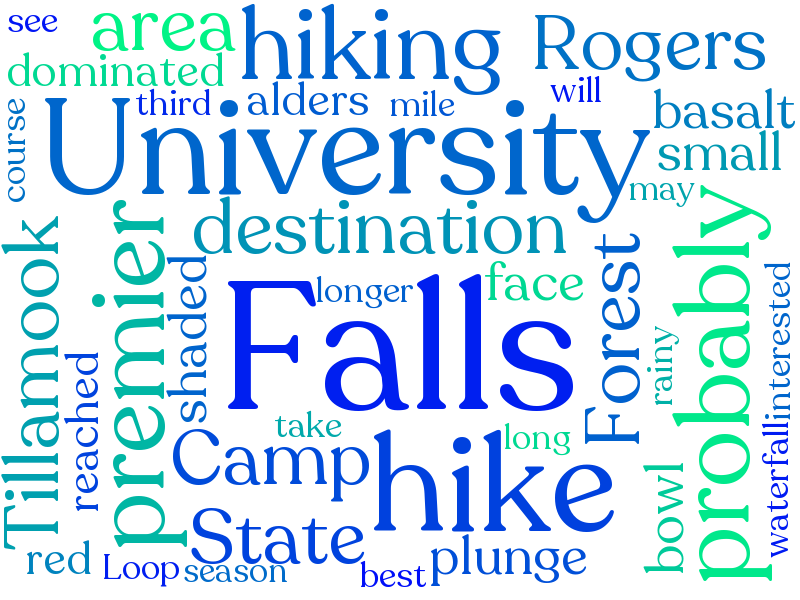 see
area
hiking
Rogers
dominated
third
alders
mile
will
basalt
course
University
small
may
destination
Tillamook
premier
shaded
Falls
longer
face
Forest
probably
interested
reached
rainy
take
long
Camp
hike
waterfall
bowl
State
red
Loop
season
best
plunge